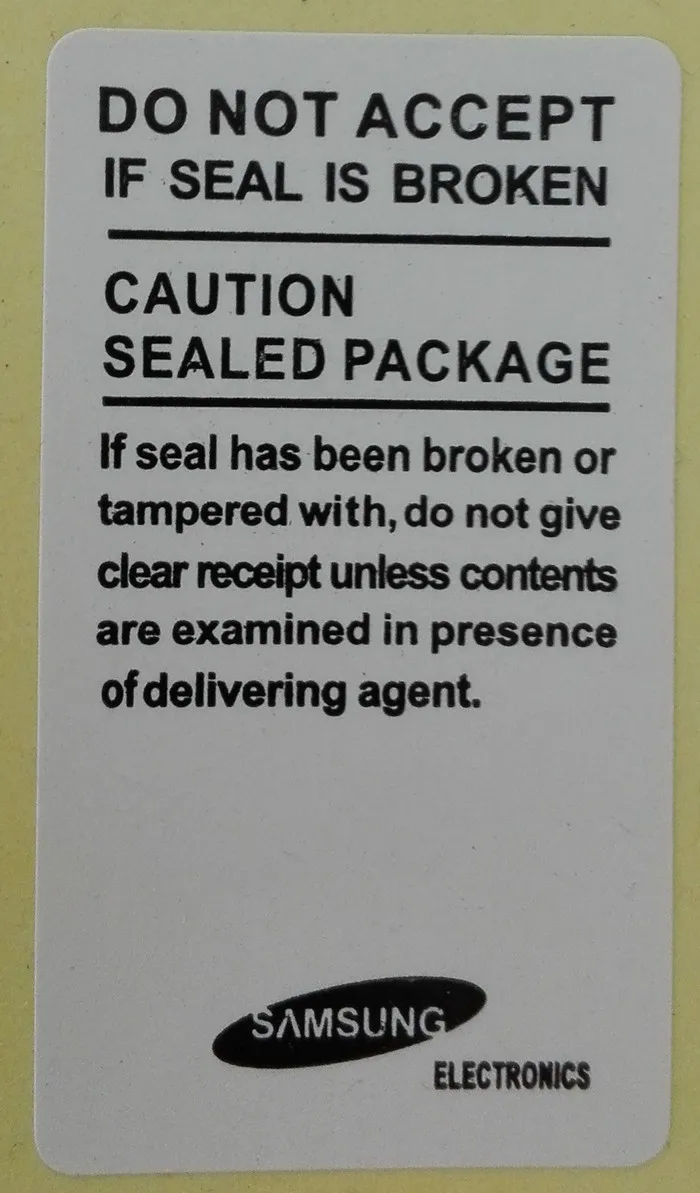 DO NOT ACCEPT
IF SEAL IS BROKEN
CAUTION
SEALED PACKAGE
If seal has been broken or
tampered with, do not give
clear receipt unless contents
are examined in presence
of delivering agent.
SAMSUNG
ELECTRONICS